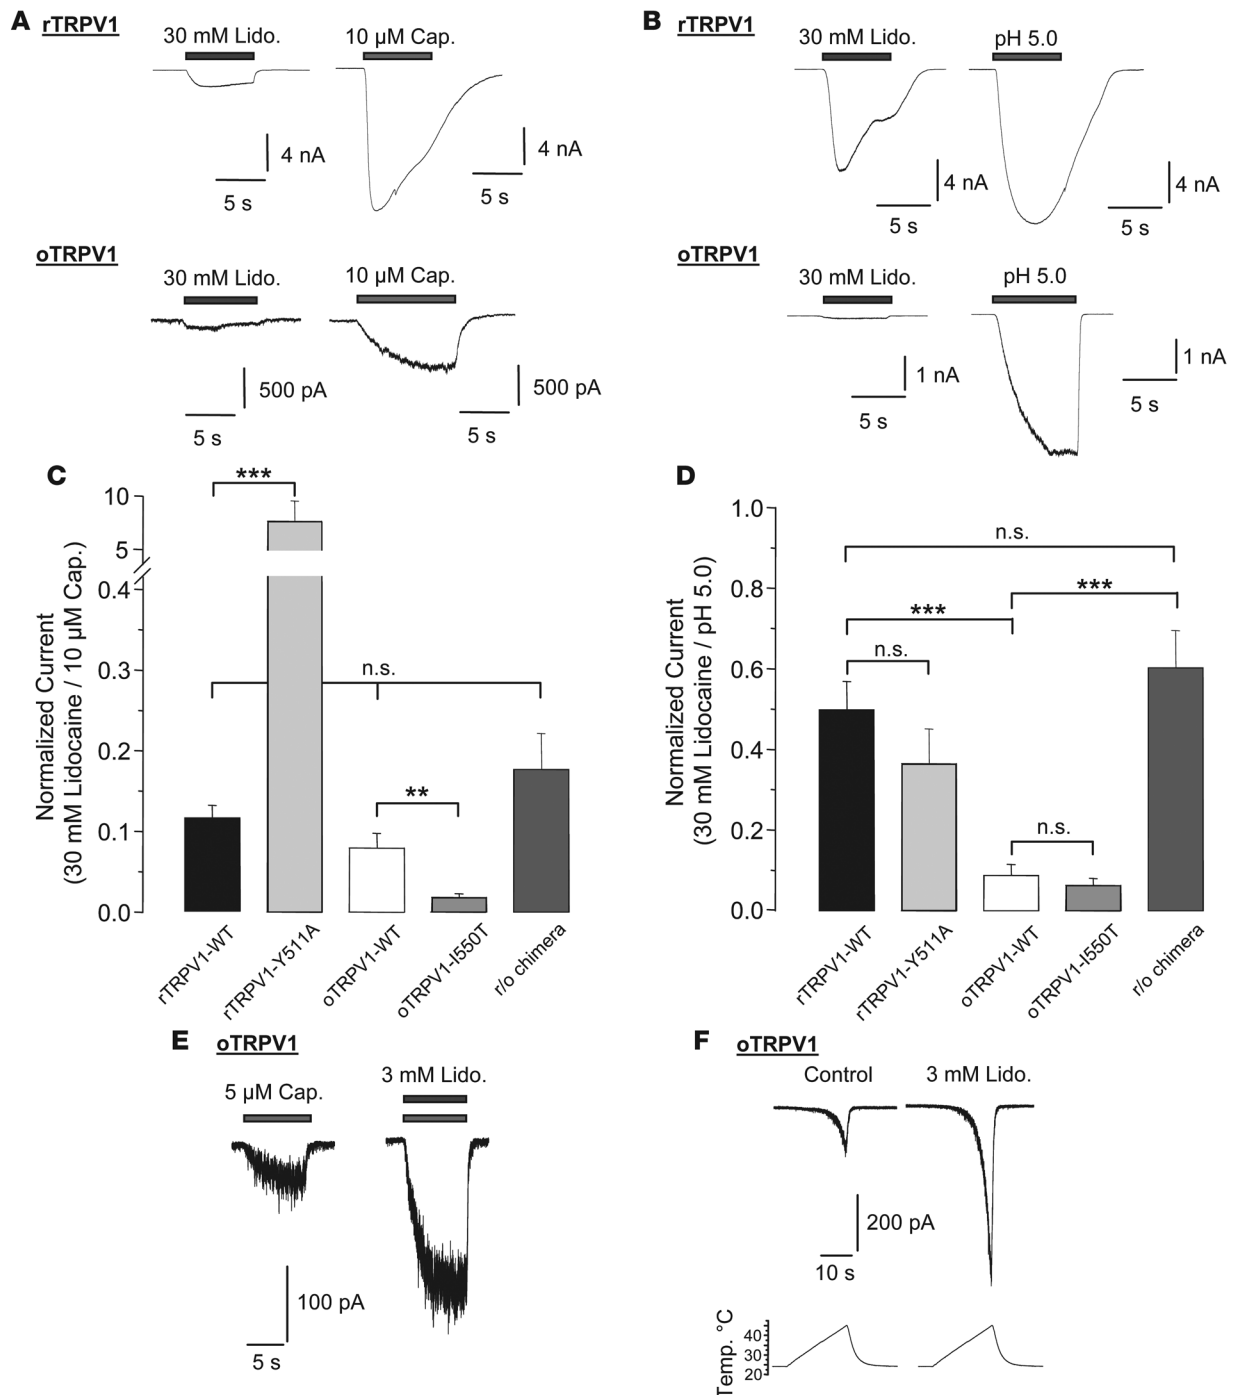 A
rTRPV1
30 mM Lido.
10 µM Cap.
4 nA
5 s
4 nA
5 s
oTRPV1
30 mM Lido.
10 µM Cap.
500 pA
5 s
500 pA
5 s
B
rTRPV1
30 mM Lido.
pH 5.0
4 nA
5 s
4 nA
5 s
oTRPV1
30 mM Lido.
pH 5.0
1 nA
5 s
1 nA
5 s
C
Normalized Current
(30 mM Lidocaine / 10 µM Cap.)
10
5
0.4
0.3
0.2
0.1
0.0
***
n.s.
**
rTRPV1-WT
rTRPV1-Y511A
oTRPV1-WT
oTRPV1-I550T
r/o chimera
D
Normalized Current
(30 mM Lidocaine / pH 5.0)
1.0
0.8
0.6
0.4
0.2
0.0
n.s.
***
***
n.s.
n.s.
rTRPV1-WT
rTRPV1-Y511A
oTRPV1-WT
oTRPV1-I550T
r/o chimera
E
oTRPV1
5 µM Cap.
3 mM Lido.
100 pA
5 s
F
oTRPV1
Control
3 mM Lido.
200 pA
10 s
Temp. °C
40
30
20